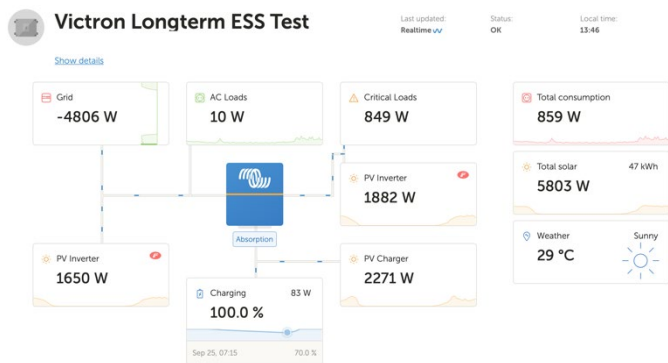 Victron Longterm ESS Test
Last updated:
Realtime
Status:
OK
Local time:
13:46
Show details
Grid
-4806 W
AC Loads
10 W
Critical Loads
849 W
Total consumption
859 W
PV Inverter
1882 W
Total solar
47 kWh
5803 W
Absorption
PV Inverter
1650 W
PV Charger
2271 W
Weather
Sunny
29 °C
Charging
83 W
100.0 %
Sep 25, 07:15
70.0 %